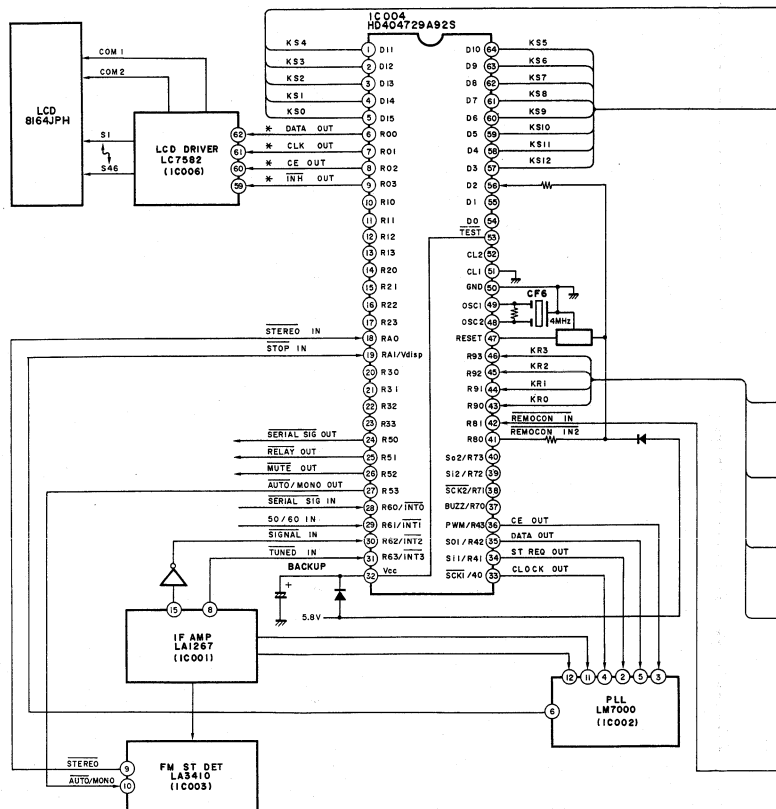 IC004
HD404729A92S
LCD
8164JPH
COM 1
COM 2
S1
S46
LCD DRIVER
LC7582
(IC006)
62
61
60
59
* DATA OUT
* CLK OUT
* CE OUT
* INH OUT
KS4 1 D11
KS3 2 D12
KS2 3 D13
KS1 4 D14
KS0 5 D15
6 R00
7 R01
8 R02
9 R03
10 R10
11 R11
12 R12
13 R13
14 R20
15 R21
16 R22
17 R23
STEREO IN 18 RA0
STOP IN 19 RA1/Vdisp
20 R30
21 R31
22 R32
23 R33
SERIAL SIG OUT 24 R50
RELAY OUT 25 R51
MUTE OUT 26 R52
AUTO/MONO OUT 27 R53
SERIAL SIG IN 28 R60/INT0
50/60 IN 29 R61/INT1
SIGNAL IN 30 R62/INT2
TUNED IN 31 R63/INT3
BACKUP 32 Vcc
D10 64 KS5
D9 63 KS6
D8 62 KS7
D7 61 KS8
D6 60 KS9
D5 59 KS10
D4 58 KS11
D3 57 KS12
D2 56
D1 55
D0 54
TEST 53
CL2 52
CL1 51
GND 50
OSC1 49
OSC2 48
CF6
4MHz
RESET 47
R93 46 KR3
R92 45 KR2
R91 44 KR1
R90 43 KR0
R81 42 REMOCON IN
R80 41 REMOCON IN2
So2/R73 40
Si2/R72 39
SCK2/R71 38
BUZZ/R70 37
PWM/R43 36 CE OUT
SO1/R42 35 DATA OUT
Si1/R41 34 ST REQ OUT
SCK1/40 33 CLOCK OUT
+
5.8V
15 8
IF AMP
LA1267
(IC001)
12 11 4 2 5 3
6
PLL
LM7000
(IC002)
STEREO 9
AUTO/MONO 10
FM ST DET
LA3410
(IC003)